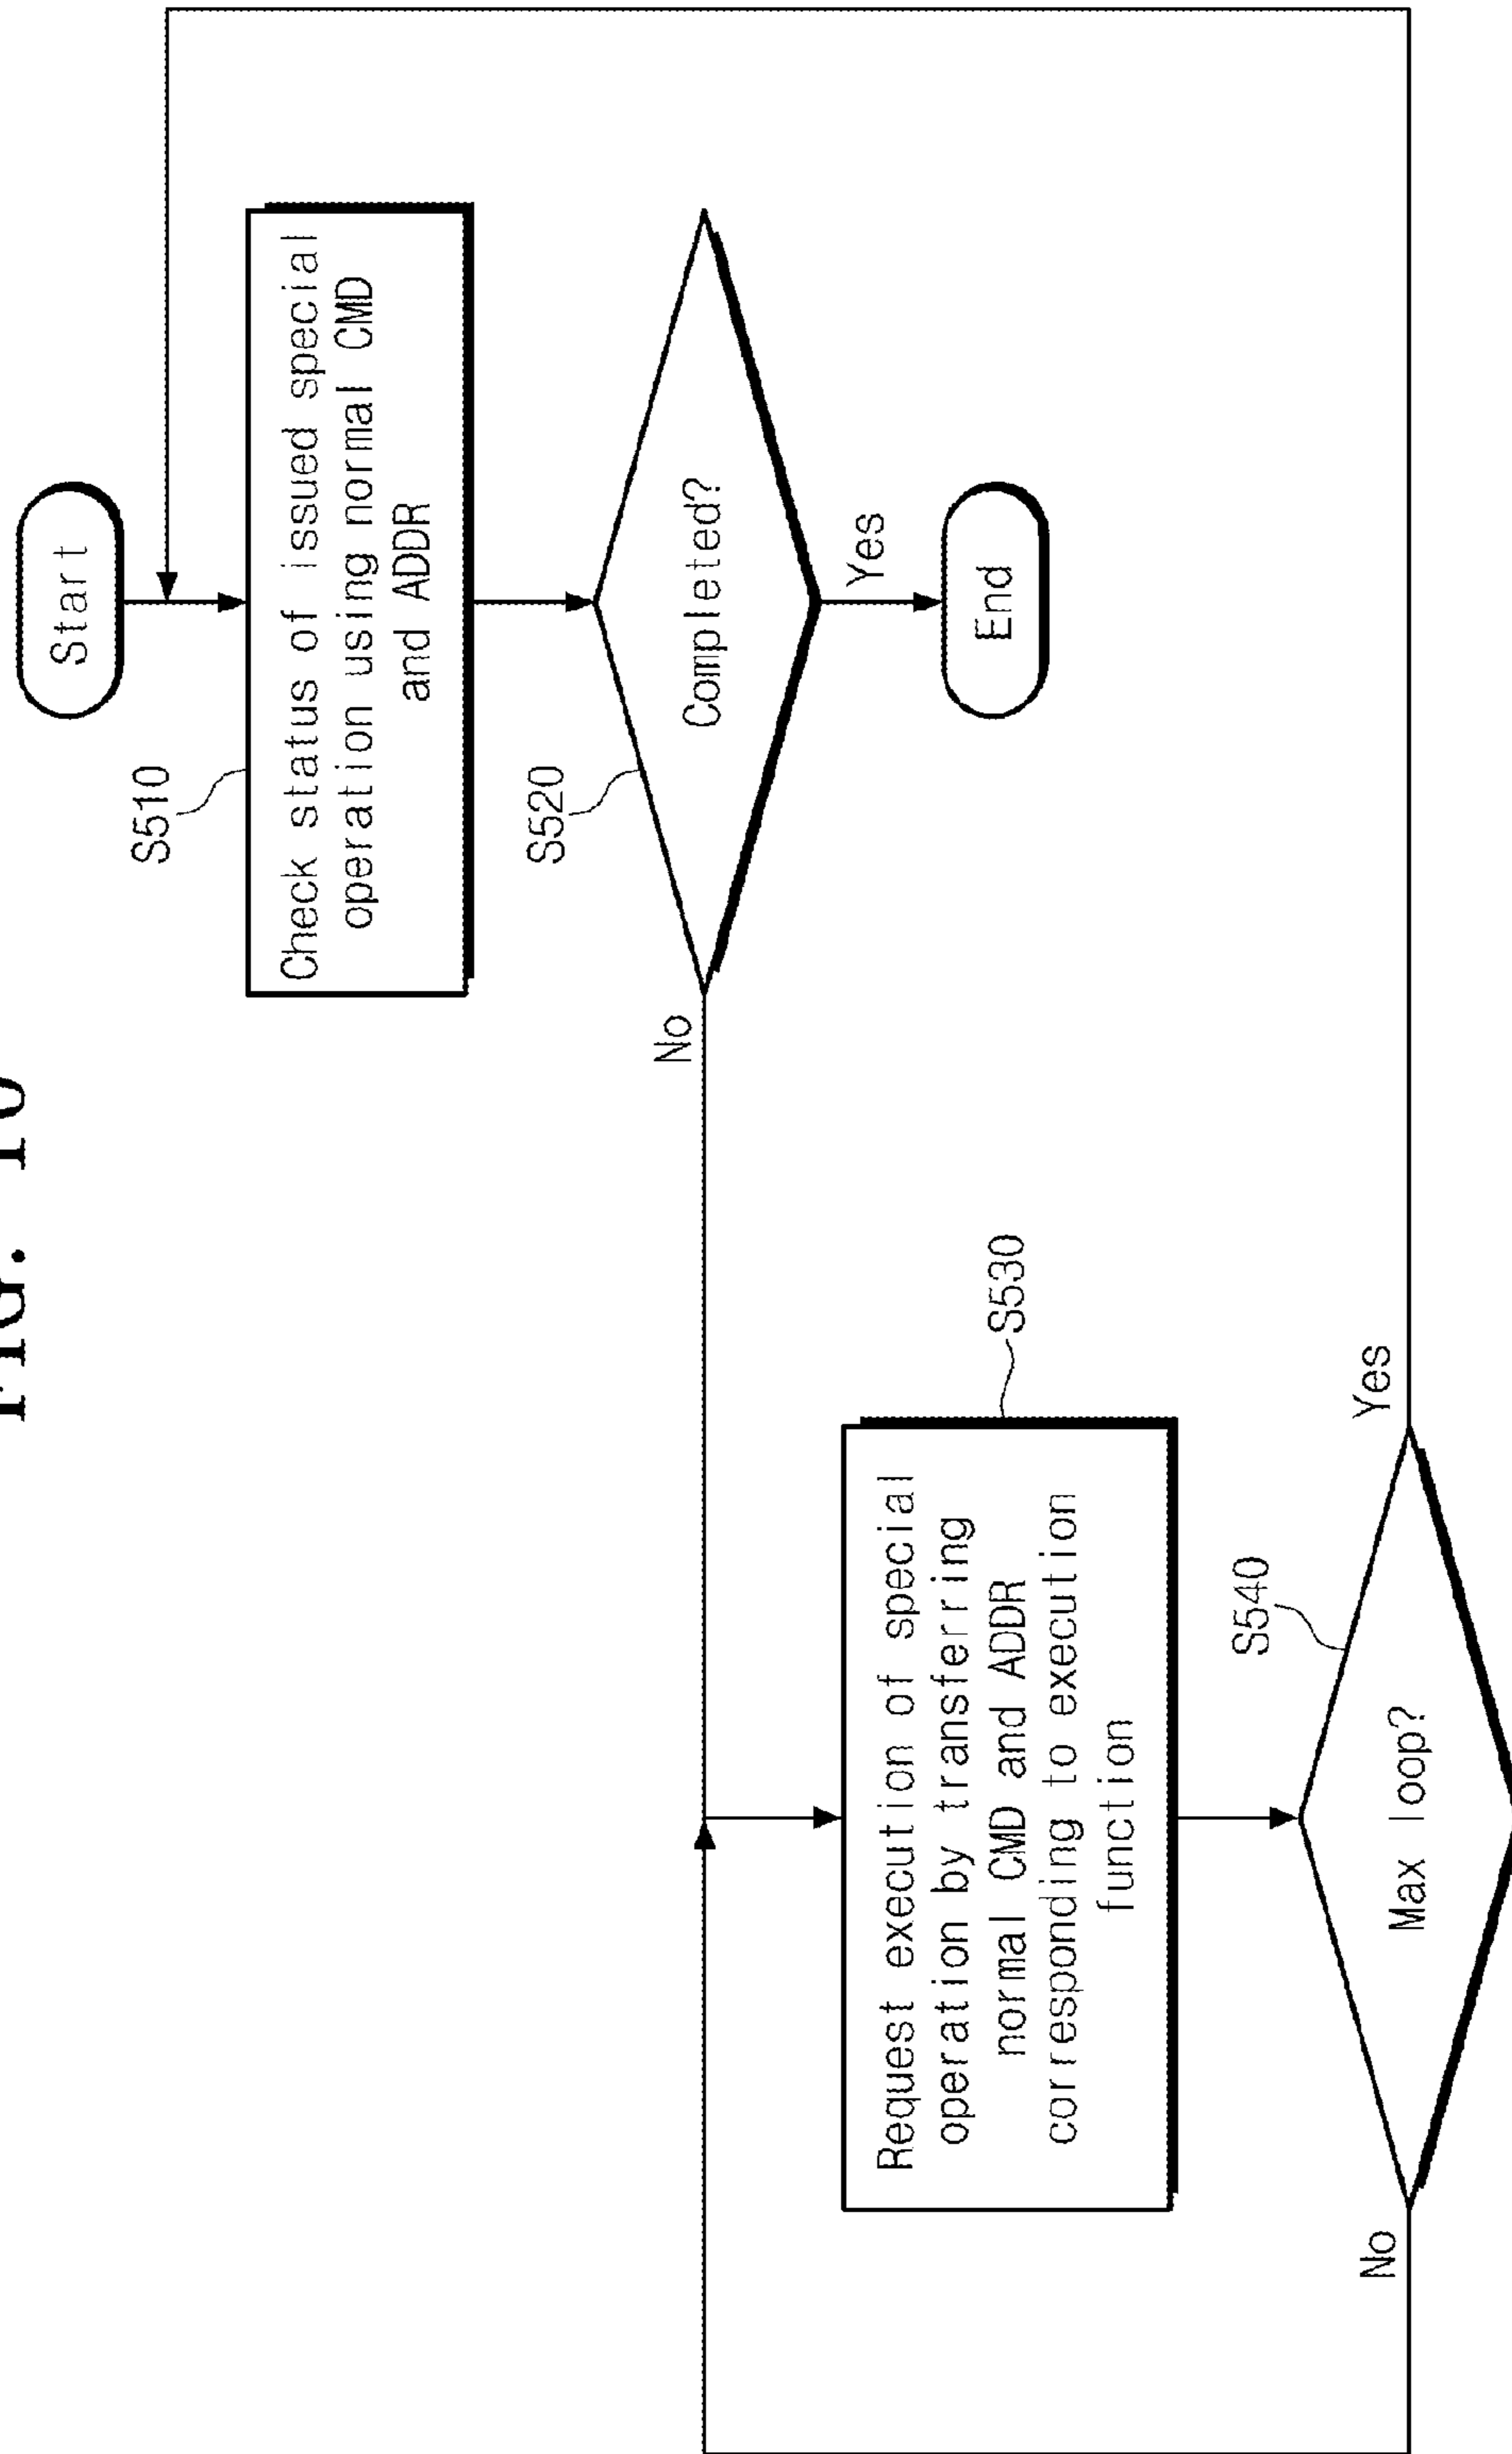 FIG. 10
Start
S510
Check status of issued special
operation using normal CMD
and ADDR
S520
Completed?
No
Yes
End
S530
Request execution of special
operation by transferring
normal CMD and ADDR
corresponding to execution
function
S540
Max loop?
No
Yes